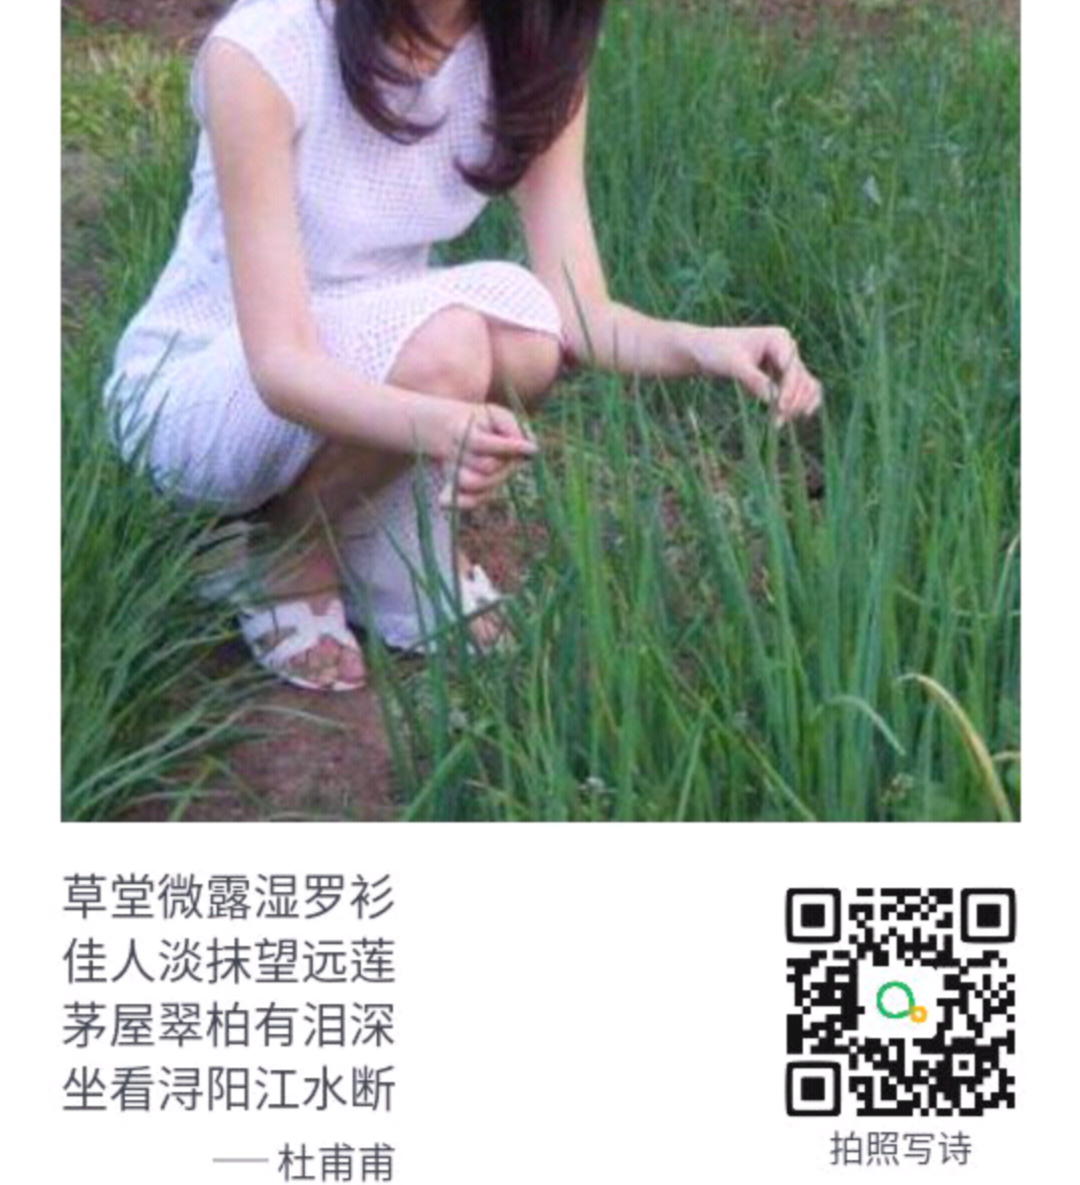 草堂微露湿罗衫
佳人淡抹望远莲
茅屋翠柏有泪深
坐看浔阳江水断
——杜甫甫
拍照写诗